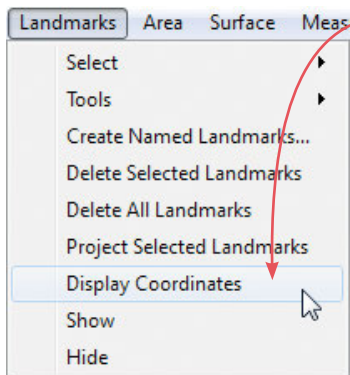 Landmarks Area Surface Meas
Select
Tools
Create Named Landmarks...
Delete Selected Landmarks
Delete All Landmarks
Project Selected Landmarks
Display Coordinates
Show
Hide